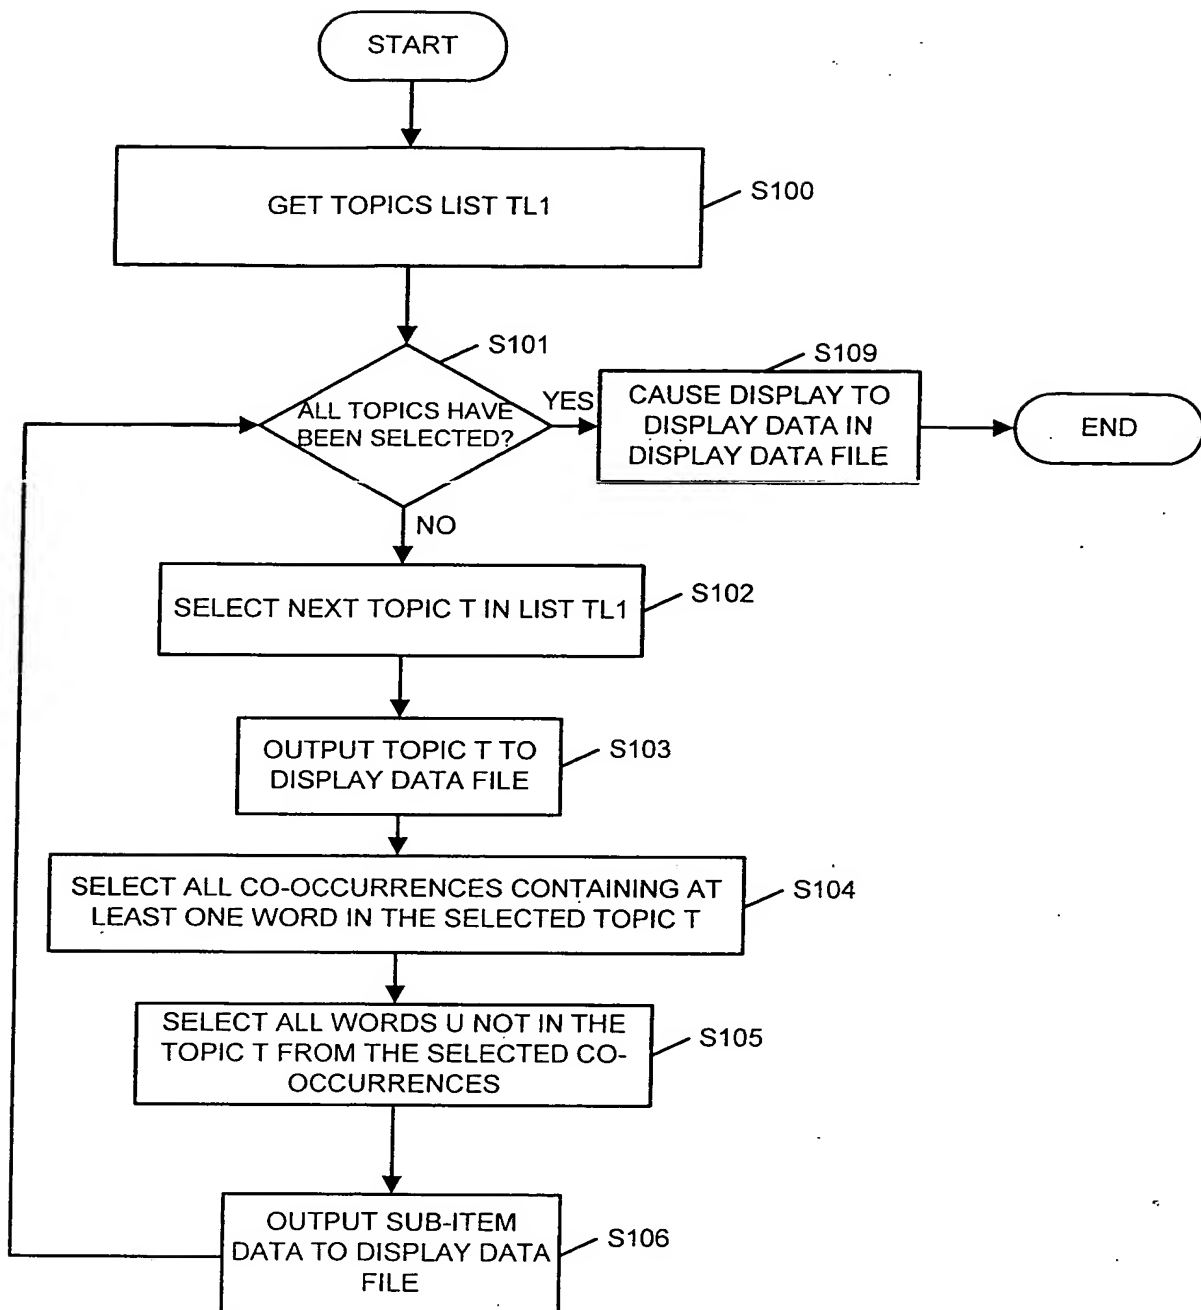 START
GET TOPICS LIST TL1
S100
S101
ALL TOPICS HAVE
BEEN SELECTED?
YES
S109
CAUSE DISPLAY TO
DISPLAY DATA IN
DISPLAY DATA FILE
END
NO
SELECT NEXT TOPIC T IN LIST TL1
S102
OUTPUT TOPIC T TO
DISPLAY DATA FILE
S103
SELECT ALL CO-OCCURRENCES CONTAINING AT
LEAST ONE WORD IN THE SELECTED TOPIC T
S104
SELECT ALL WORDS U NOT IN THE
TOPIC T FROM THE SELECTED CO-
OCCURRENCES
S105
OUTPUT SUB-ITEM
DATA TO DISPLAY DATA
FILE
S106